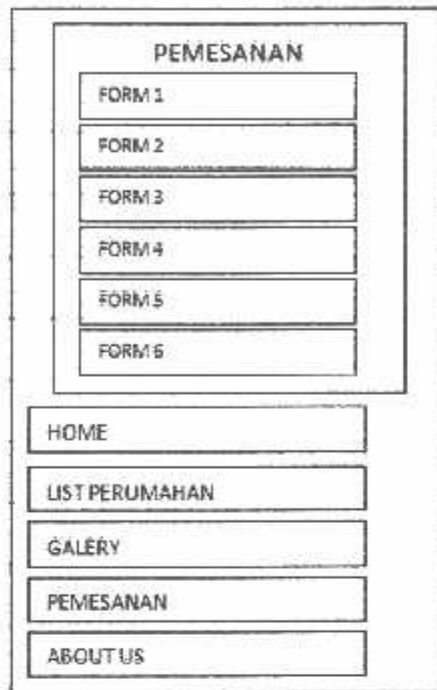 PEMESANAN
FORM 1
FORM 2
FORM 3
FORM 4
FORM 5
FORM 6
HOME
LIST PERUMAHAN
GALERY
PEMESANAN
ABOUT US